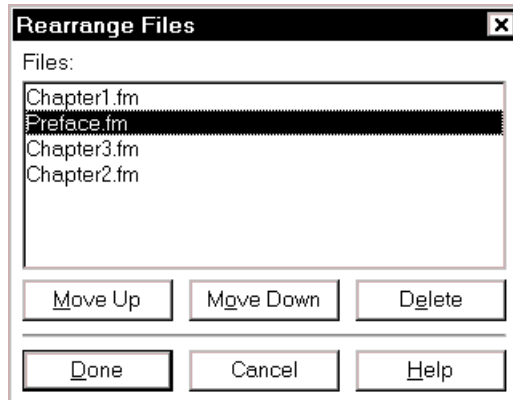 Rearrange Files
Files:
Chapter1.fm
Preface.fm
Chapter3.fm
Chapter2.fm
Move Up Move Down Delete
Done Cancel Help